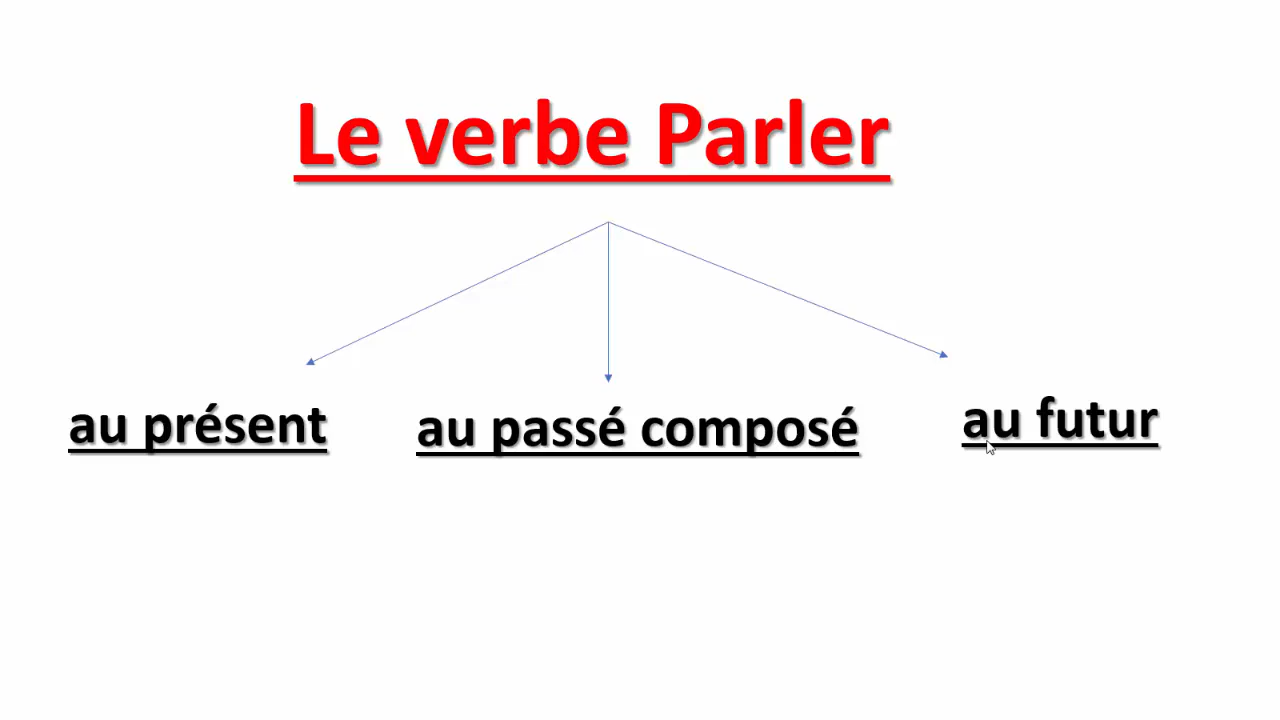 Le verbe Parler
au présent
au passé composé
au futur